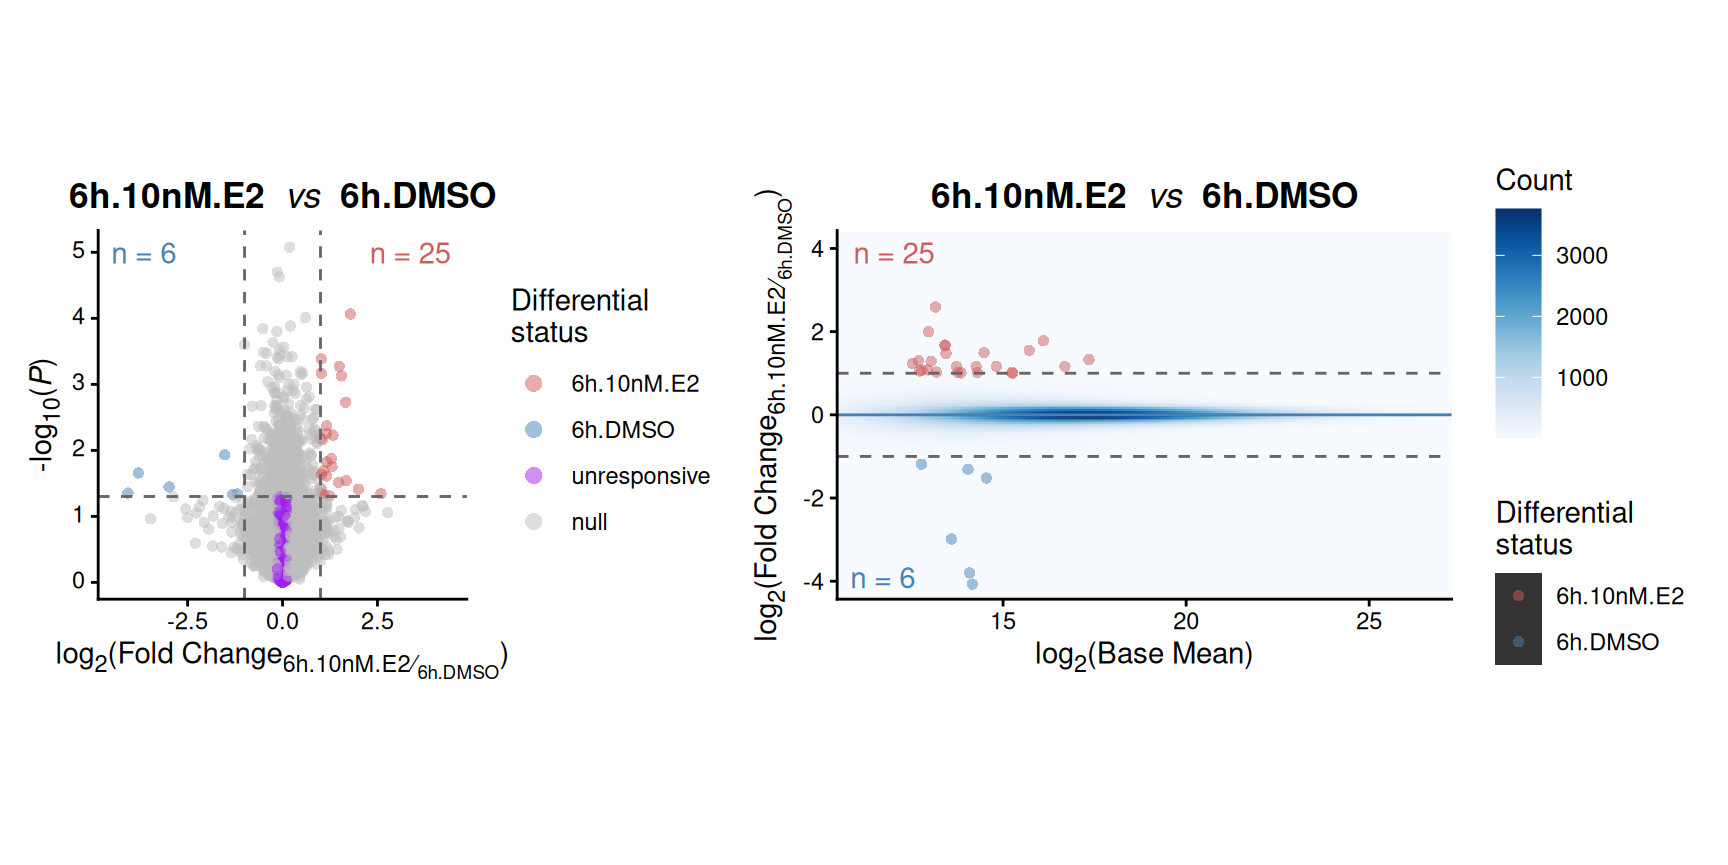 6h.10nM.E2 vs 6h.DMSO
n = 6
n = 25
5
4
3
2
1
0
-log10(P)
-2.5
0.0
2.5
log2(Fold Change6h.10nM.E2/6h.DMSO)
Differential
status
6h.10nM.E2
6h.DMSO
unresponsive
null
6h.10nM.E2 vs 6h.DMSO
n = 25
n = 6
4
2
0
-2
-4
log2(Fold Change6h.10nM.E2/6h.DMSO)
15
20
25
log2(Base Mean)
Count
3000
2000
1000
Differential
status
6h.10nM.E2
6h.DMSO